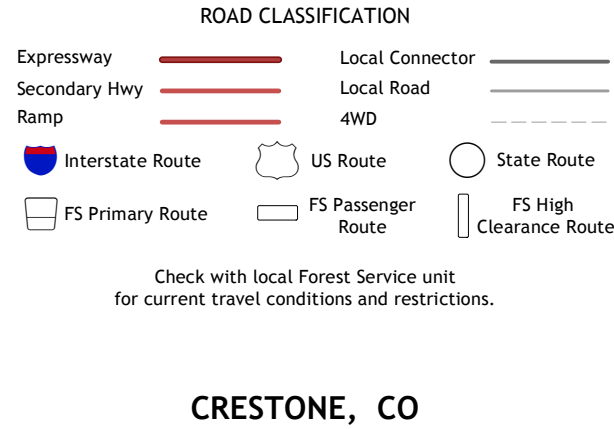 ROAD CLASSIFICATION
Expressway
Local Connector
Secondary Hwy
Local Road
Ramp
4WD
Interstate Route
US Route
State Route
FS Primary Route
FS Passenger
Route
FS High
Clearance Route
Check with local Forest Service unit
for current travel conditions and restrictions.
CRESTONE, CO